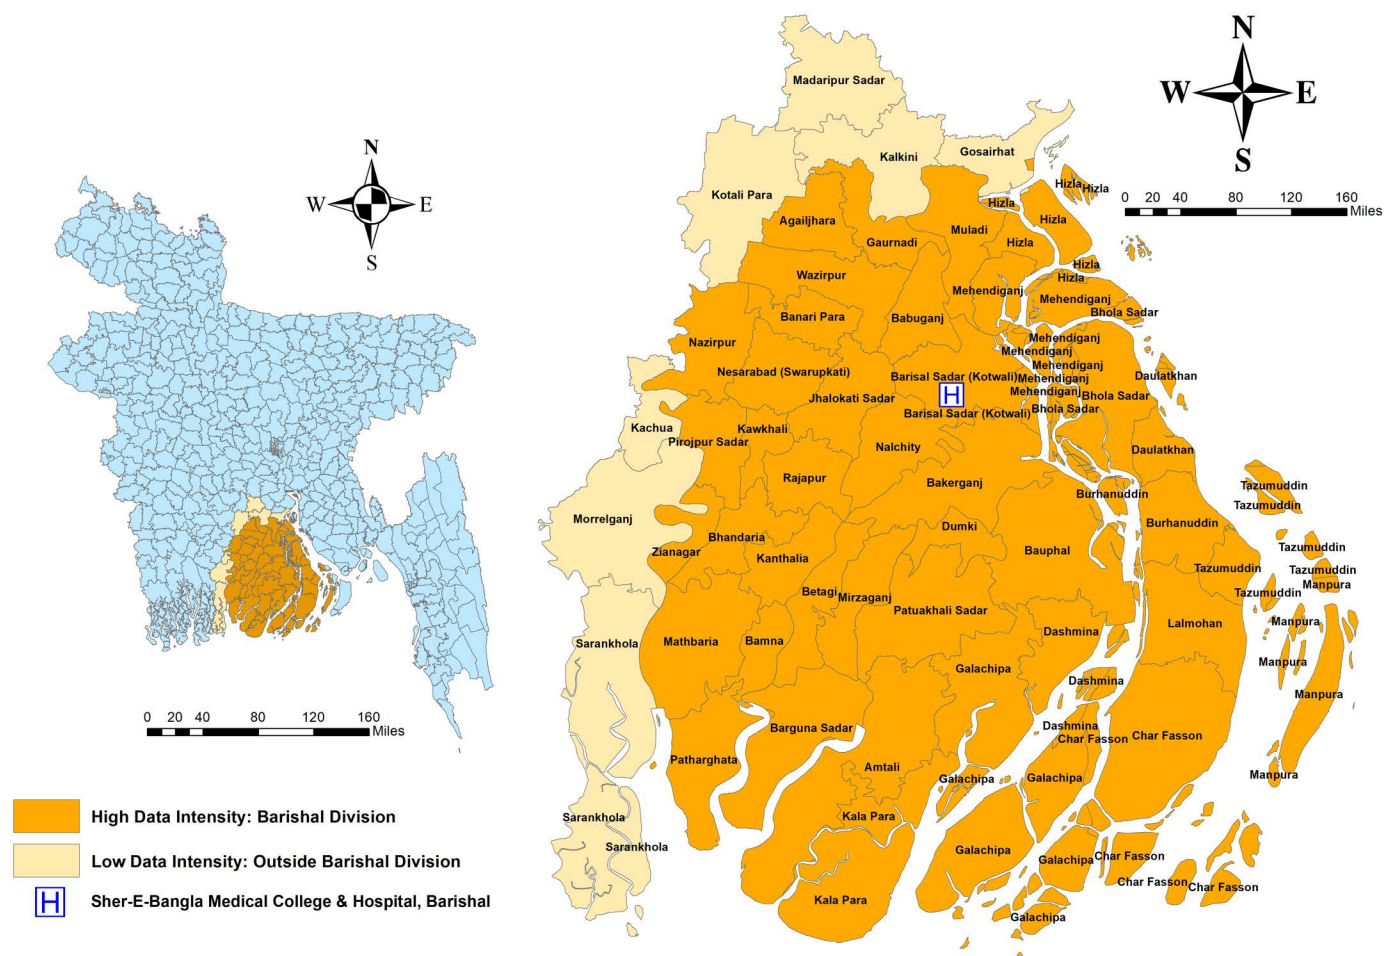 N
W
E
S
0 20 40 80 120 160
Miles
High Data Intensity: Barishal Division
Low Data Intensity: Outside Barishal Division
H
Sher-E-Bangla Medical College & Hospital, Barishal
N
W
E
S
0 20 40 80 120 160
Miles
Madaripur Sadar
Kalkini
Gosairhat
Kotali Para
Hizla
Hizla
Hizla
Agailjhara
Hizla
Muladi
Gaurnadi
Hizla
Hizla
Wazirpur
Hizla
Mehendiganj
Mehendiganj
Bhola Sadar
Banari Para
Babuganj
Nazirpur
Mehendiganj
Mehendiganj
Mehendiganj
Nesarabad (Swarupkati)
Barisal Sadar (Kotwali)
Mehendiganj
Daulatkhan
H
Mehendiganj
Jhalokati Sadar
Bhola Sadar
Barisal Sadar (Kotwali)
Bhola Sadar
Kachua
Kawkhali
Pirojpur Sadar
Nalchity
Daulatkhan
Rajapur
Bakerganj
Tazumuddin
Burhanuddin
Tazumuddin
Morrelganj
Dumki
Burhanuddin
Bhandaria
Zianagar
Kanthalia
Bauphal
Tazumuddin
Tazumuddin
Tazumuddin
Manpura
Betagi
Mirzaganj
Tazumuddin
Patuakhali Sadar
Lalmohan
Manpura
Dashmina
Sarankhola
Mathbaria
Bamna
Galachipa
Manpura
Dashmina
Manpura
Barguna Sadar
Dashmina
Char Fasson
Char Fasson
Patharghata
Amtali
Galachipa
Galachipa
Manpura
Sarankhola
Kala Para
Sarankhola
Galachipa
Galachipa
Char Fasson
Char Fasson
Char Fasson
Kala Para
Galachipa